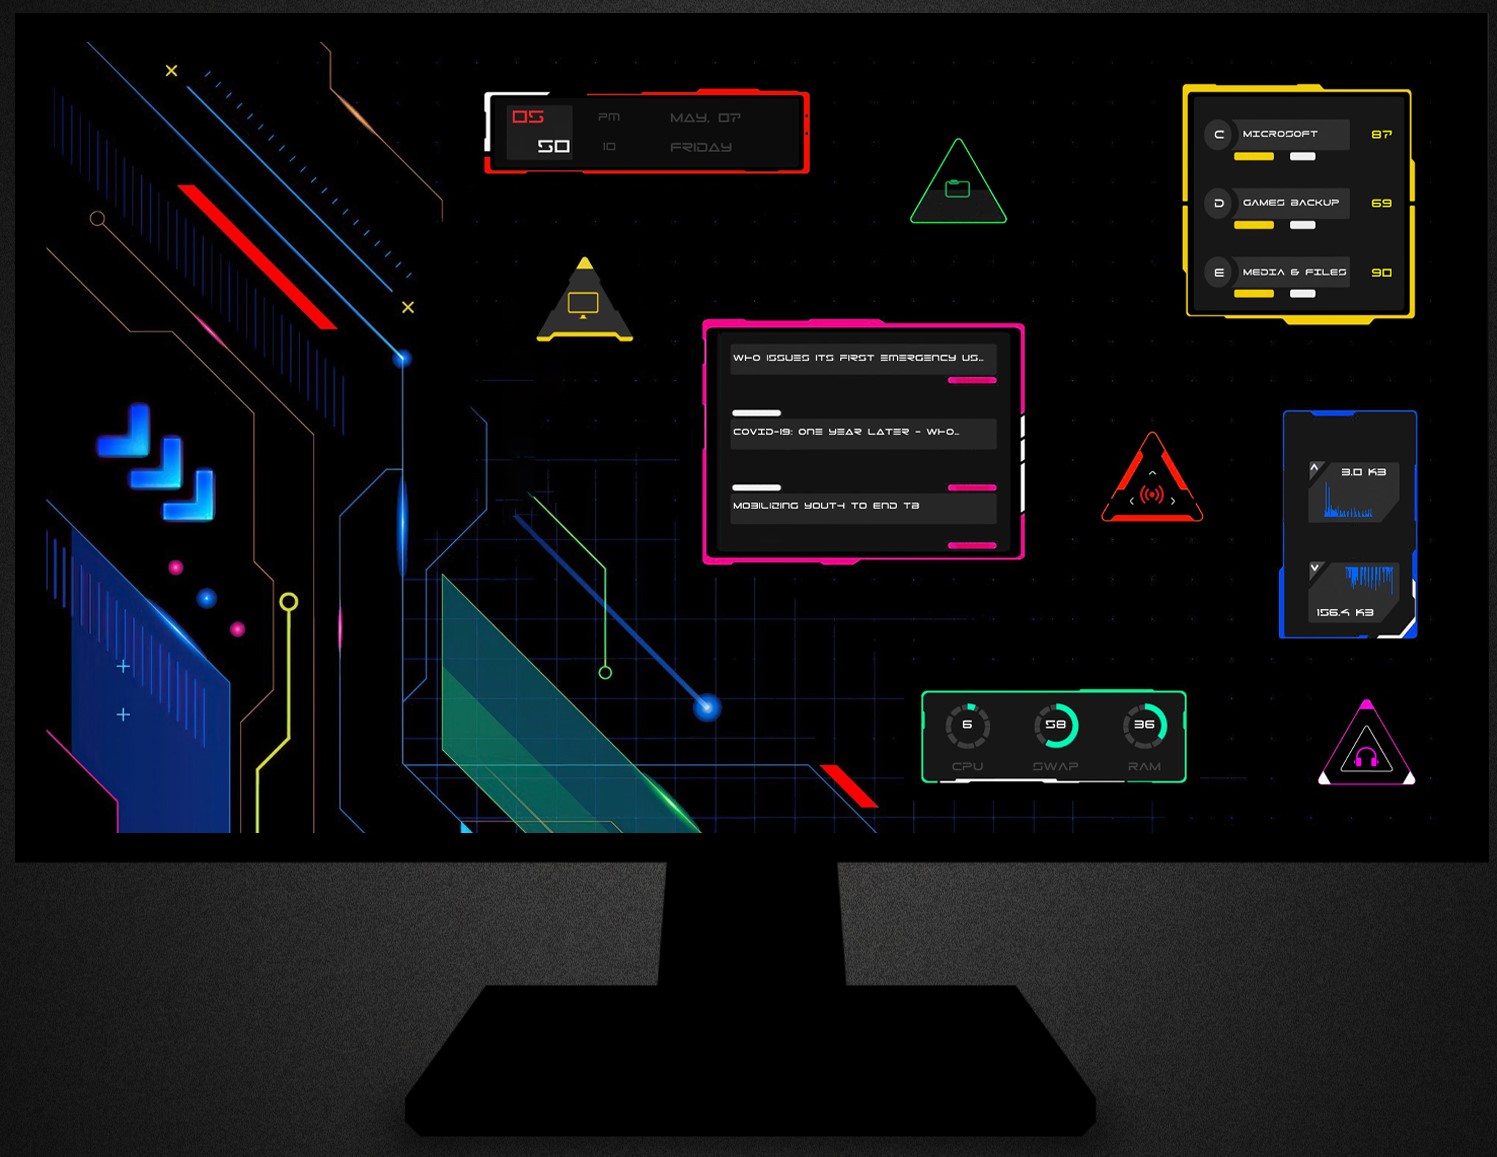 05
PM
MAY, 07
50
10
FRIDAY
C
MICROSOFT
87
D
GAMES BACKUP
69
E
MEDIA & FILES
90
WHO ISSUES ITS FIRST EMERGENCY US...
COVID-19: ONE YEAR LATER - WHO...
MOBILIZING YOUTH TO END TB
3.0 KB
156.4 KB
6
58
36
CPU
SWAP
RAM